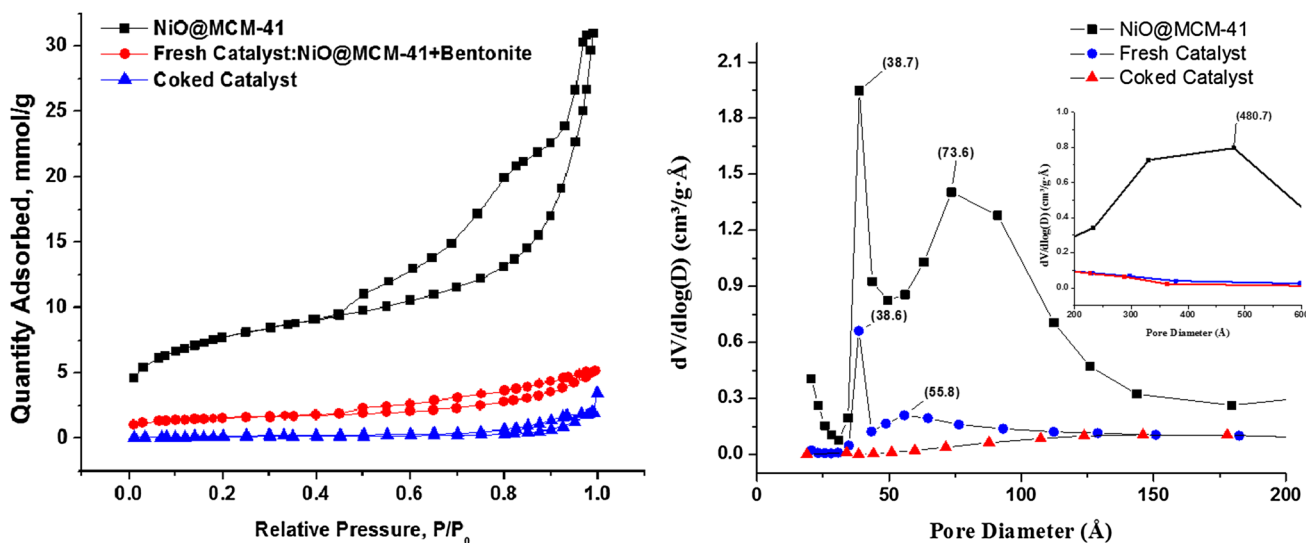 NiO@MCM-41
Fresh Catalyst:NiO@MCM-41+Bentonite
Coked Catalyst
Quantity Adsorbed, mmol/g
30
25
20
15
10
5
0
0.0 0.2 0.4 0.6 0.8 1.0
Relative Pressure, P/P₀
NiO@MCM-41
Fresh Catalyst
Coked Catalyst
dV/dlog(D) (cm³/g·Å)
2.1
1.8
1.5
1.2
0.9
0.6
0.3
0.0
(38.7)
(73.6)
(38.6)
(55.8)
0 50 100 150 200
Pore Diameter (Å)
dV/dlog(D) (cm³/g·Å)
1.0
0.8
0.6
0.4
0.2
0.0
(480.7)
200 300 400 500 600
Pore Diameter (Å)